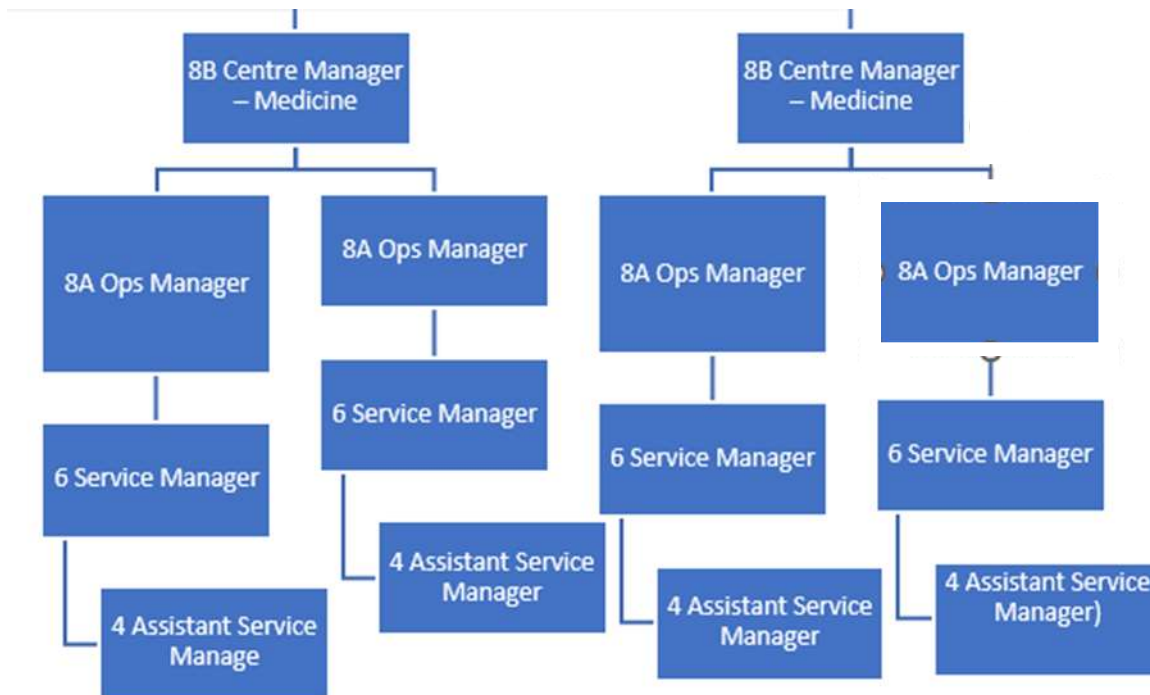 8B Centre Manager
– Medicine
8B Centre Manager
– Medicine
8A Ops Manager
8A Ops Manager
8A Ops Manager
8A Ops Manager
6 Service Manager
6 Service Manager
6 Service Manager
6 Service Manager
4 Assistant Service
Manage
4 Assistant Service
Manager
4 Assistant Service
Manager
4 Assistant Service
Manager)